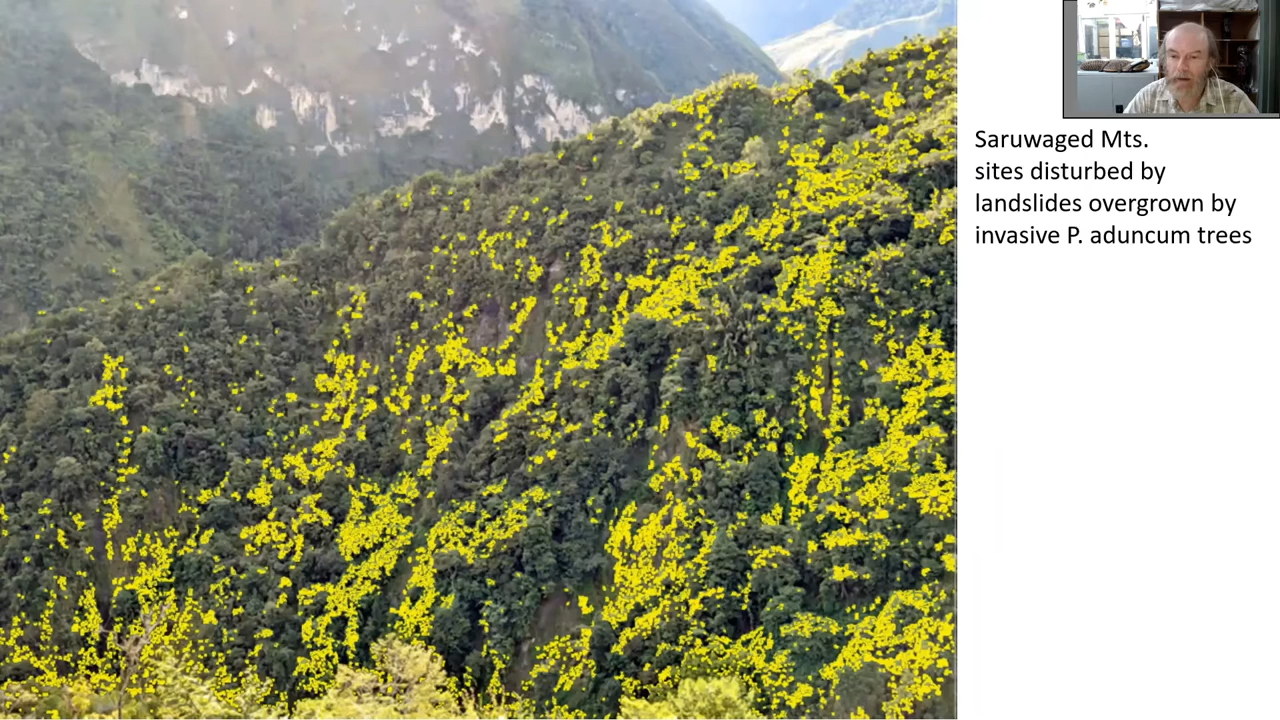 Saruwaged Mts.
sites disturbed by
landslides overgrown by
invasive P. aduncum trees